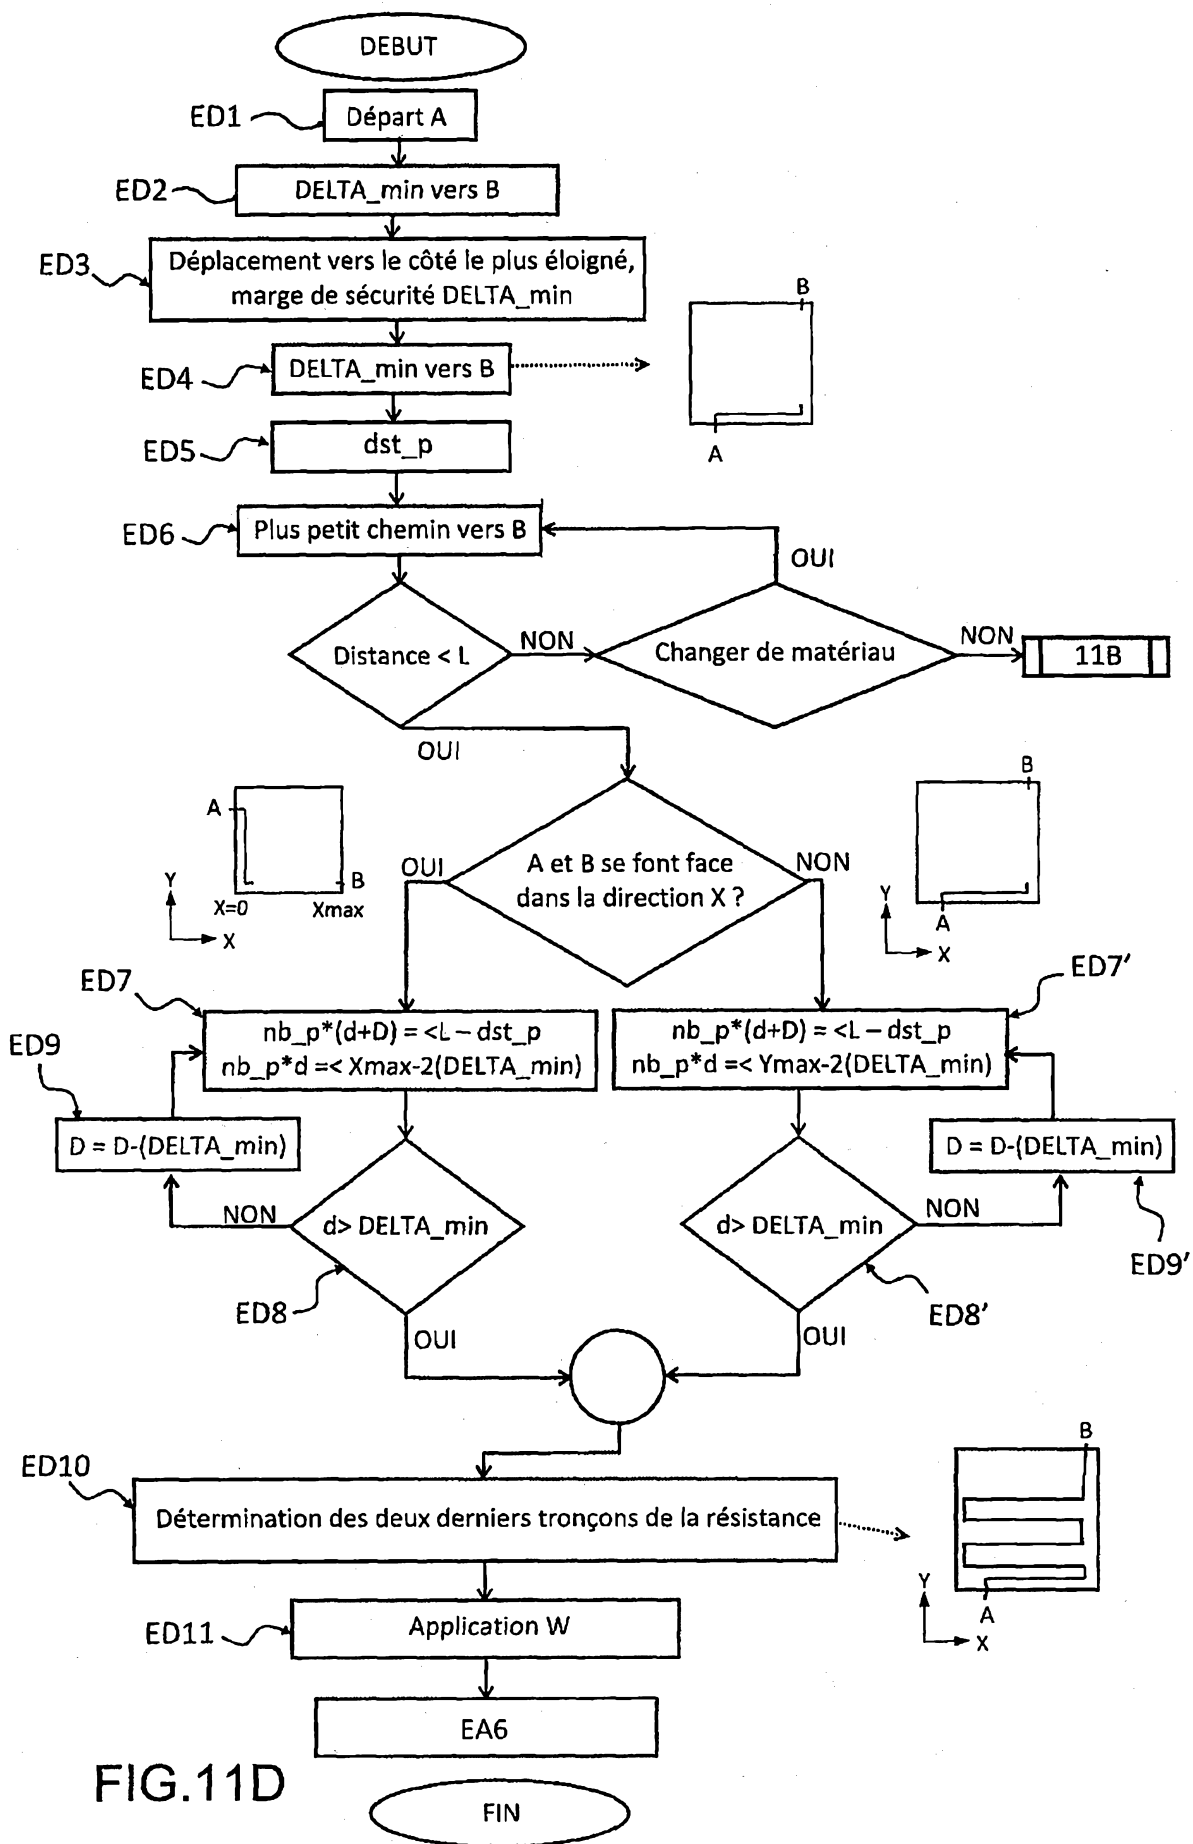 DEBUT
ED1
Départ A
ED2
DELTA_min vers B
ED3
Déplacement vers le côté le plus éloigné,
marge de sécurité DELTA_min
B
A
ED4
DELTA_min vers B
ED5
dst_p
ED6
Plus petit chemin vers B
OUI
Distance < L
NON
Changer de matériau
NON
11B
OUI
A
B
Y
X=0
Xmax
X
OUI
A et B se font face
dans la direction X ?
NON
B
Y
A
X
ED7
ED7'
nb_p*(d+D) = <L – dst_p
nb_p*d =< Xmax-2(DELTA_min)
nb_p*(d+D) = <L – dst_p
nb_p*d =< Ymax-2(DELTA_min)
ED9
D = D-(DELTA_min)
D = D-(DELTA_min)
ED9'
NON
d> DELTA_min
d> DELTA_min
NON
ED8
ED8'
OUI
OUI
ED10
Détermination des deux derniers tronçons de la résistance
B
Y
A
X
ED11
Application W
EA6
FIG.11D
FIN